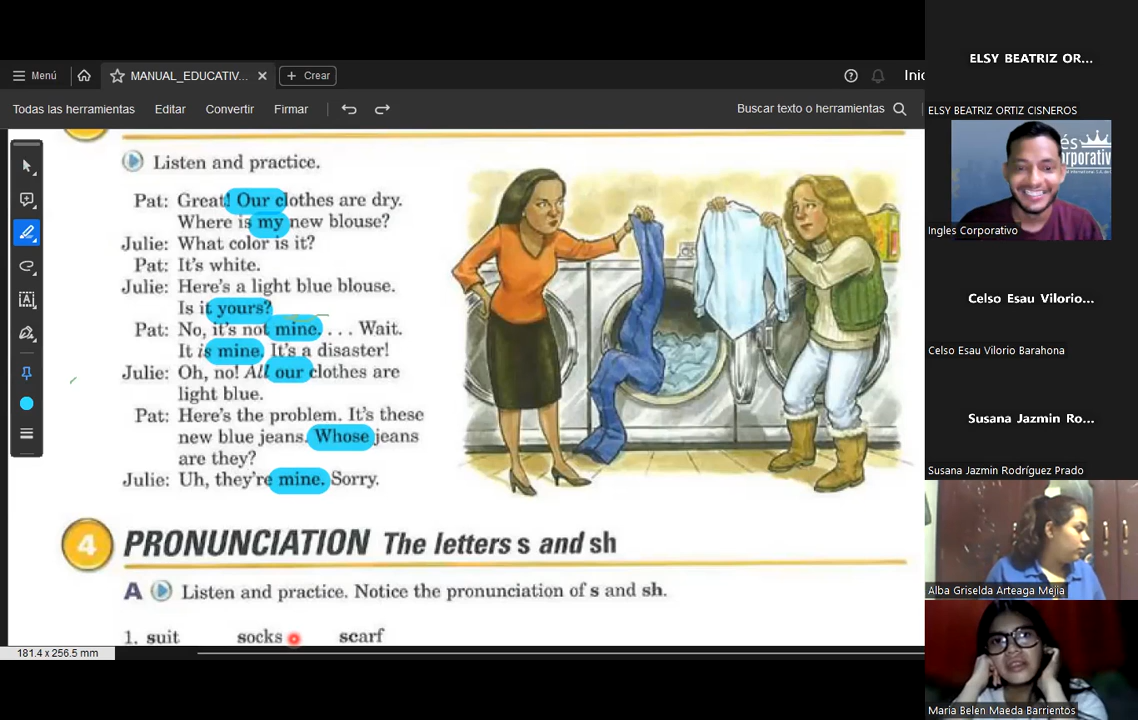 ELSY BEATRIZ OR...
Menú
MANUAL_EDUCATIV...
Crear
Inic
Todas las herramientas
Editar
Convertir
Firmar
Buscar texto o herramientas
ELSY BEATRIZ ORTIZ CISNEROS
Listen and practice.
Pat: Great! Our clothes are dry.
Where is my new blouse?
Julie: What color is it?
Pat: It's white.
Julie: Here's a light blue blouse.
Is it yours?
Pat: No, it's not mine. . . . Wait.
It is mine. It's a disaster!
Julie: Oh, no! All our clothes are
light blue.
Pat: Here's the problem. It's these
new blue jeans. Whose jeans
are they?
Julie: Uh, they're mine. Sorry.
4 PRONUNCIATION The letters s and sh
A Listen and practice. Notice the pronunciation of s and sh.
1. suit socks scarf
181.4 x 256.5 mm
Ingles Corporativo
Celso Esau Vilorio...
Celso Esau Vilorio Barahona
Susana Jazmin Ro...
Susana Jazmin Rodríguez Prado
Alba Griselda Arteaga Mejia
María Belen Maeda Barrientos